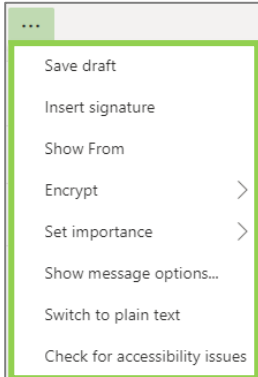 ...
Save draft
Insert signature
Show From
Encrypt
Set importance
Show message options...
Switch to plain text
Check for accessibility issues